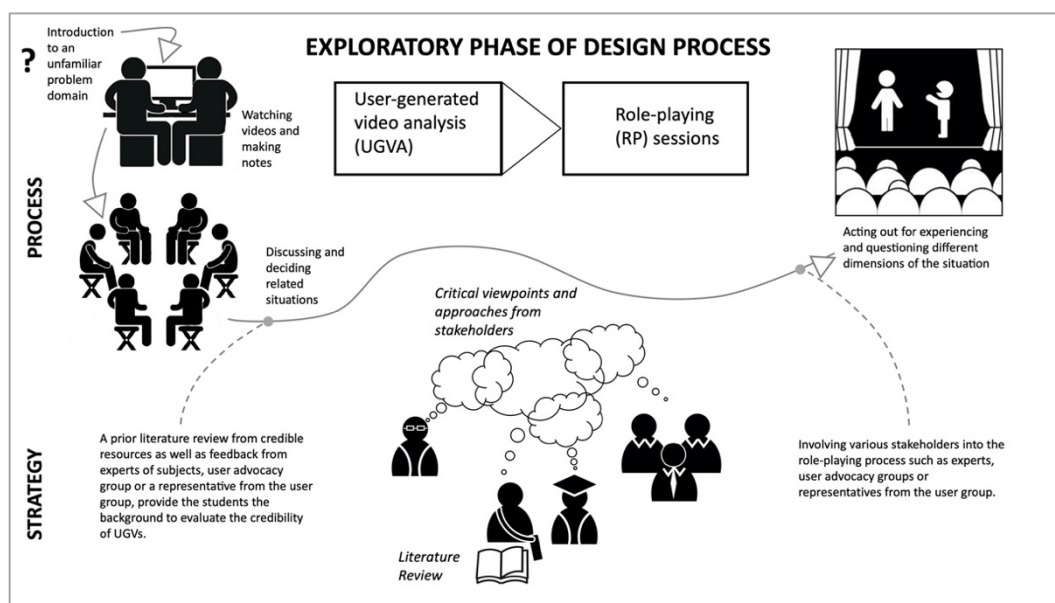 EXPLORATORY PHASE OF DESIGN PROCESS
?
Introduction
to an
unfamiliar
problem
domain
Watching
videos and
making
notes
User-generated
video analysis
(UGVA)
Role-playing
(RP) sessions
PROCESS
Discussing and
deciding
related
situations
Acting out for experiencing
and questioning different
dimensions of the situation
Critical viewpoints and
approaches from
stakeholders
STRATEGY
A prior literature review from credible
resources as well as feedback from
experts of subjects, user advocacy
group or a representative from the user
group, provide the students the
background to evaluate the credibility
of UGVs.
Literature
Review
Involving various stakeholders into the
role-playing process such as experts,
user advocacy groups or
representatives from the user group.